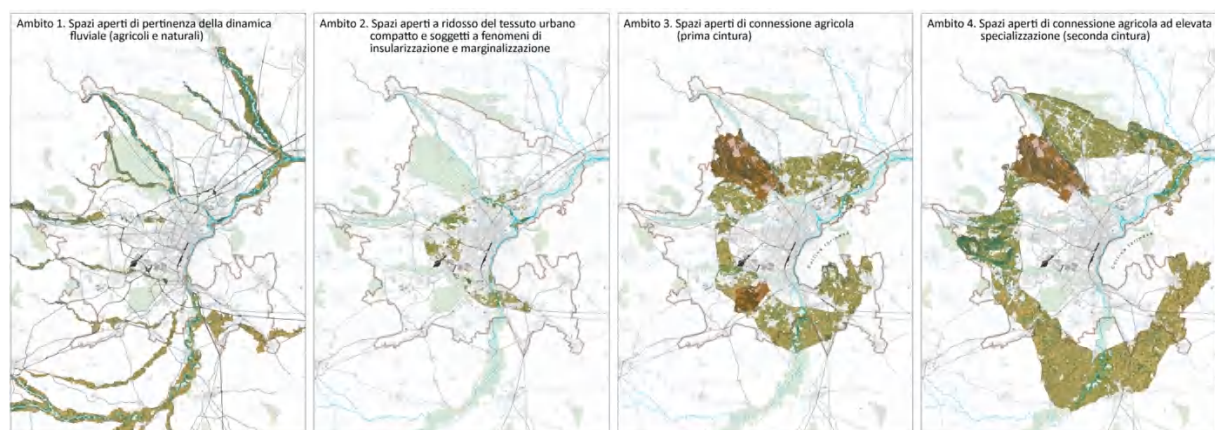 Ambito 1. Spazi aperti di pertinenza della dinamica
fluviale (agricoli e naturali)
Ambito 2. Spazi aperti a ridosso del tessuto urbano
compatto e soggetti a fenomeni di
insularizzazione e marginalizzazione
Ambito 3. Spazi aperti di connessione agricola
(prima cintura)
Ambito 4. Spazi aperti di connessione agricola ad elevata
specializzazione (seconda cintura)